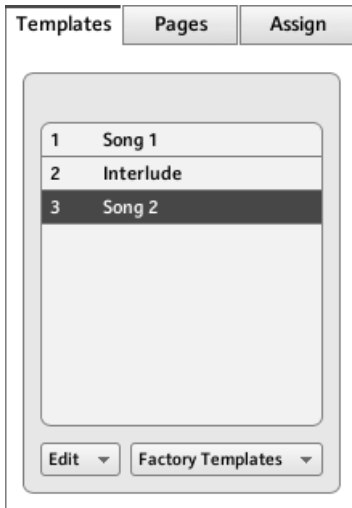 Templates Pages Assign
1 Song 1
2 Interlude
3 Song 2
Edit Factory Templates